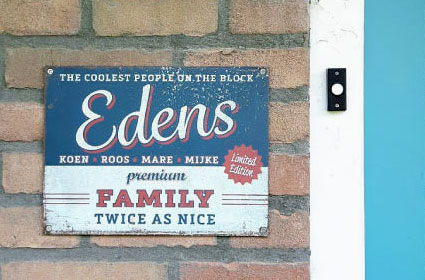 THE COOLEST PEOPLE ON THE BLOCK
Edens
KOEN • ROOS • MARE • MIJKE
Limited
Edition
premium
FAMILY
TWICE AS NICE